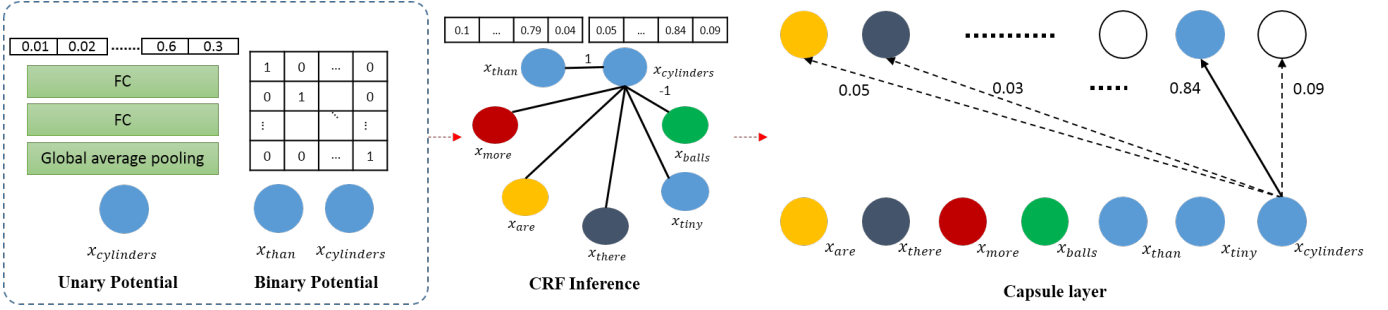 0.01 0.02 ....... 0.6 0.3
FC
FC
Global average pooling
x_cylinders
Unary Potential
1 0 ... 0
0 1 0
⋮ ⋱ ⋮
0 0 ... 1
x_than x_cylinders
Binary Potential
0.1 ... 0.79 0.04 0.05 ... 0.84 0.09
x_than 1 x_cylinders
-1
x_more x_balls
x_are x_tiny
x_there
CRF Inference
0.05 0.03 ..... 0.84 0.09
x_are x_there x_more x_balls x_than x_tiny x_cylinders
Capsule layer